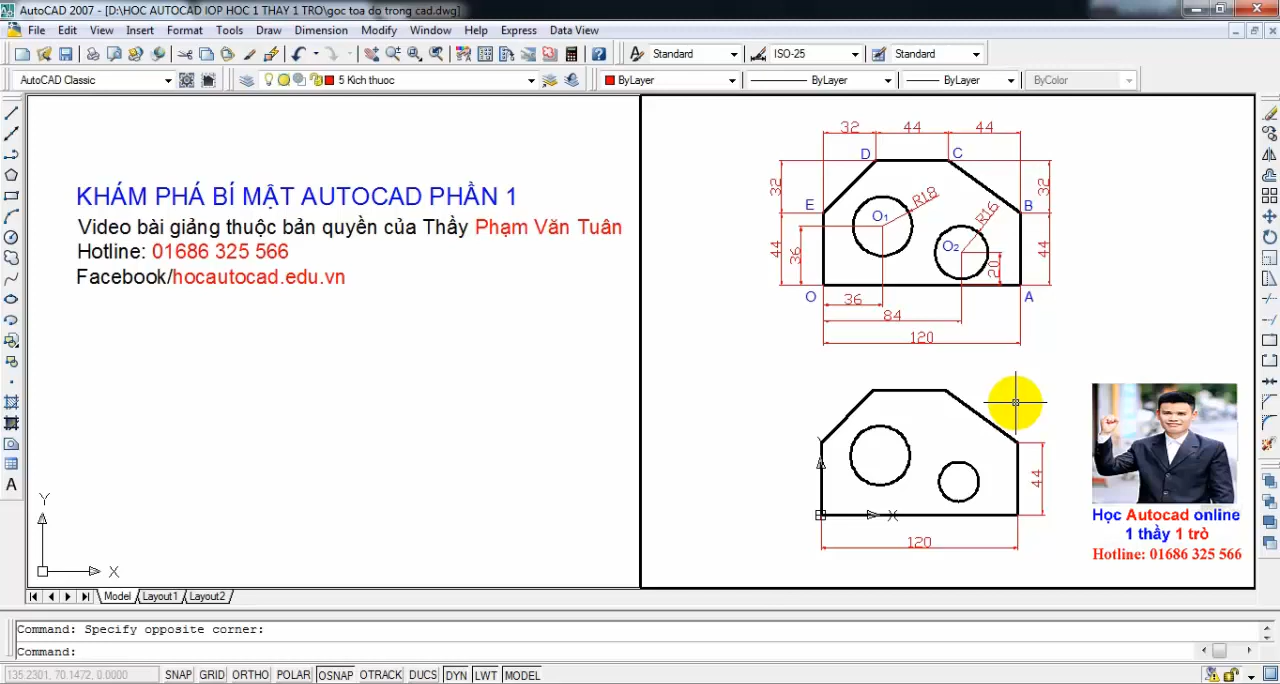 AutoCAD 2007 - [D:\HOC AUTOCAD lOP HOC 1 THAY 1 TRO\goc toa do trong cad.dwg]
File Edit View Insert Format Tools Draw Dimension Modify Window Help Express Data View
Standard ISO-25 Standard
AutoCAD Classic 5 Kich thuoc ByLayer ByLayer ByLayer ByColor
KHÁM PHÁ BÍ MẬT AUTOCAD PHẦN 1
Video bài giảng thuộc bản quyền của Thầy Phạm Văn Tuân
Hotline: 01686 325 566
Facebook/hocautocad.edu.vn
32 44 44
D C
32 R18 32
E R16 B
O1
O2
44 36 20 44
O 36 A
84
120
44
Y
X
120
Y
X
Học Autocad online
1 thầy 1 trò
Hotline: 01686 325 566
A
Model Layout1 Layout2
Command: Specify opposite corner:
Command:
135.2301, 70.1472, 0.0000 SNAP GRID ORTHO POLAR OSNAP OTRACK DUCS DYN LWT MODEL